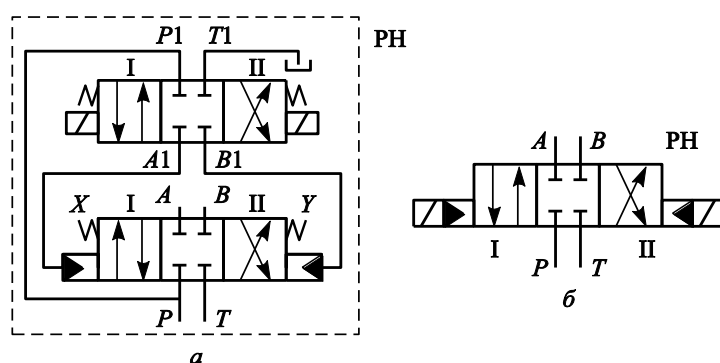 P1 T1
PH
I II
A1 B1
A B
X I II Y
P T
а
A B PH
I II
P T
б